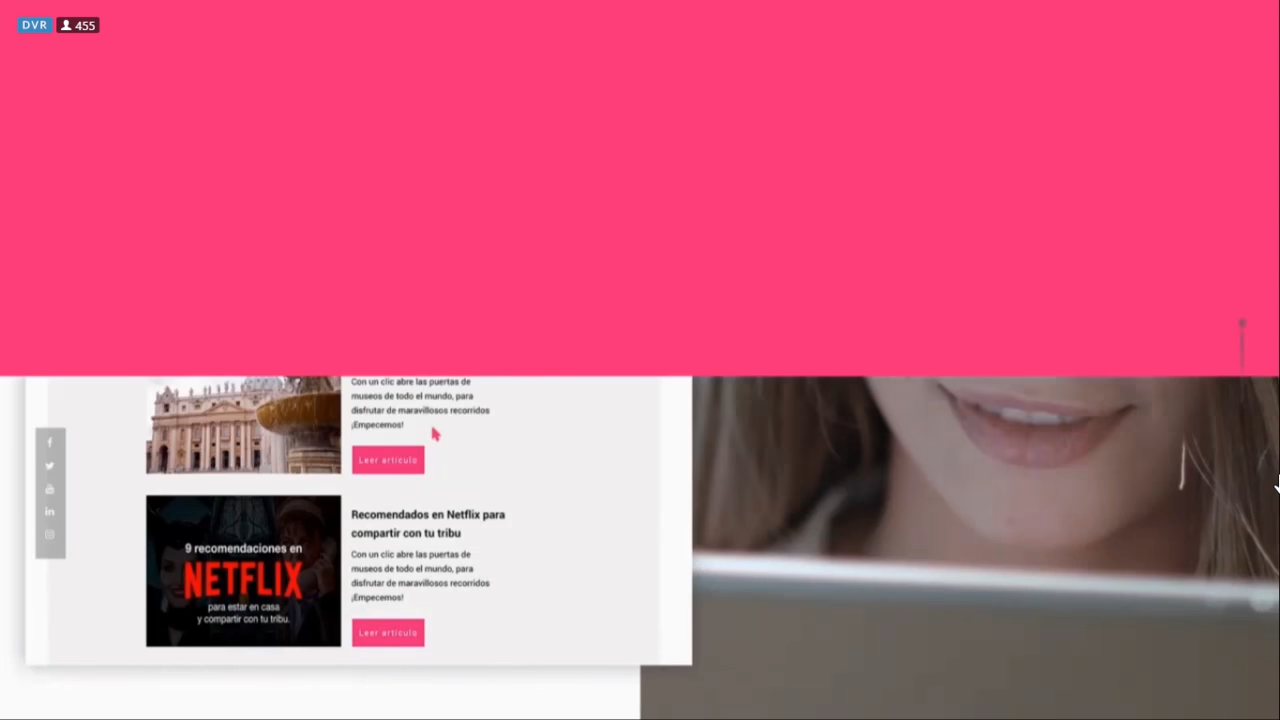 DVR 455
Con un clic abre las puertas de
museos de todo el mundo, para
disfrutar de maravillosos recorridos
¡Empecemos!
Leer artículo
9 recomendaciones en
NETFLIX
para estar en casa
y compartir con tu tribu.
Recomendados en Netflix para
compartir con tu tribu
Con un clic abre las puertas de
museos de todo el mundo, para
disfrutar de maravillosos recorridos
¡Empecemos!
Leer artículo